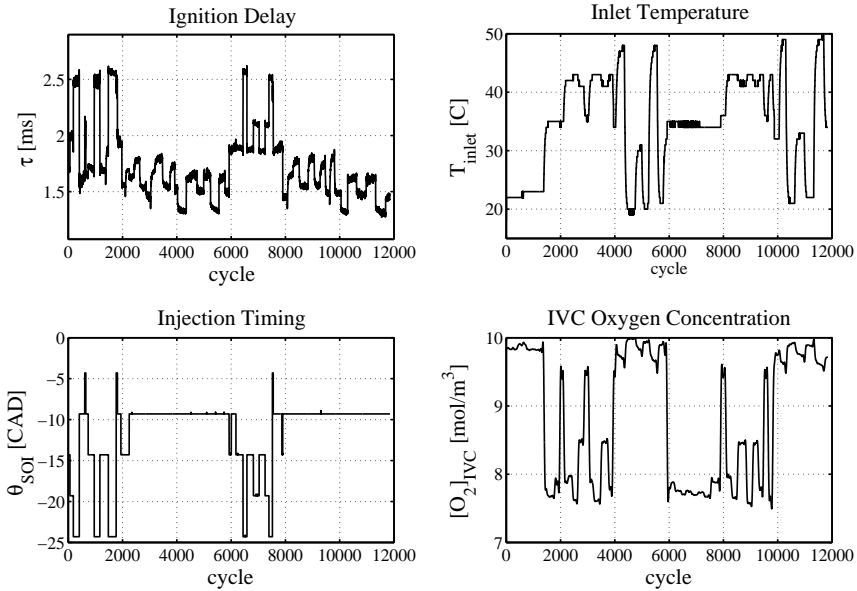 Ignition Delay
2.5
2
1.5
τ [ms]
0 2000 4000 6000 8000 10000 12000
cycle
Inlet Temperature
50
40
30
20
T_inlet [C]
0 2000 4000 6000 8000 10000 12000
cycle
Injection Timing
0
−5
−10
−15
−20
−25
θ_SOI [CAD]
0 2000 4000 6000 8000 10000 12000
cycle
IVC Oxygen Concentration
10
9
8
7
[O_2]_IVC [mol/m^3]
0 2000 4000 6000 8000 10000 12000
cycle